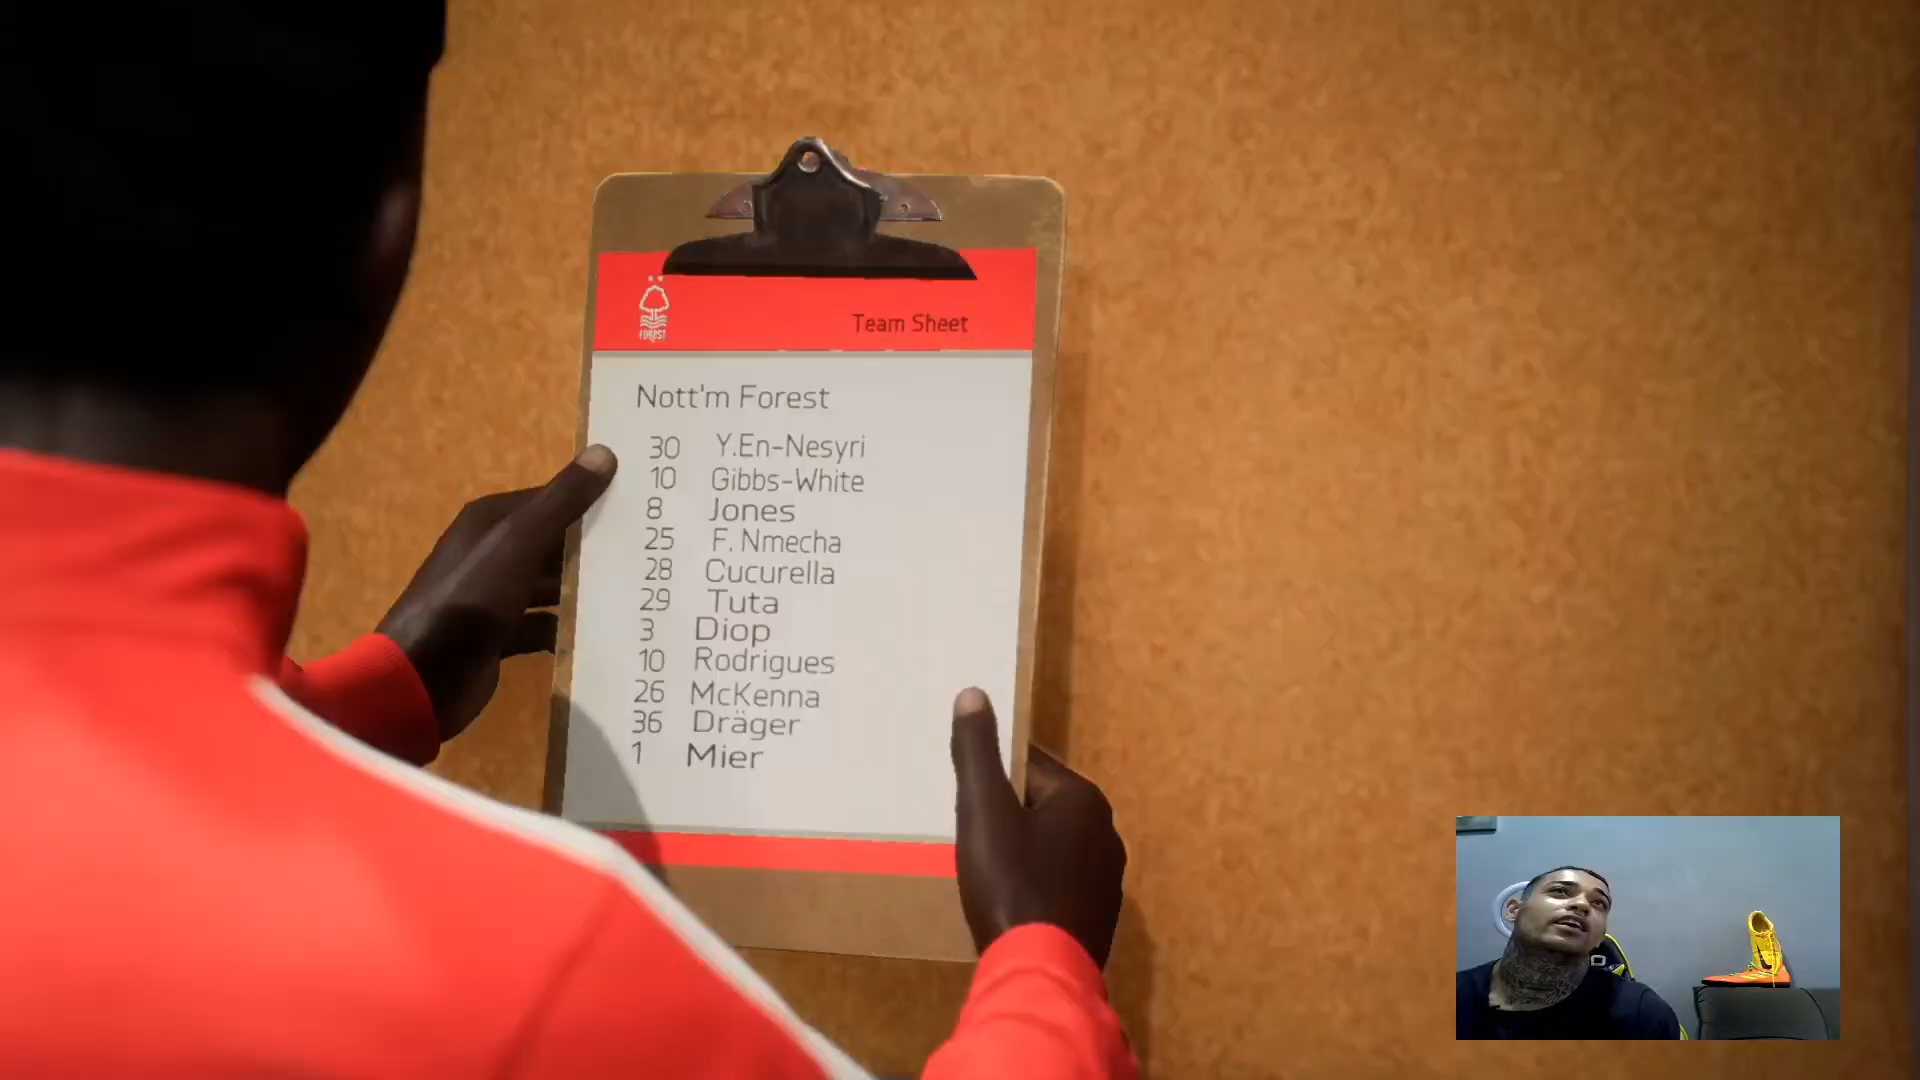 FOREST
Team Sheet
Nott'm Forest
30 Y.En-Nesyri
10 Gibbs-White
8 Jones
25 F. Nmecha
28 Cucurella
29 Tuta
3 Diop
10 Rodrigues
26 McKenna
36 Dräger
1 Mier